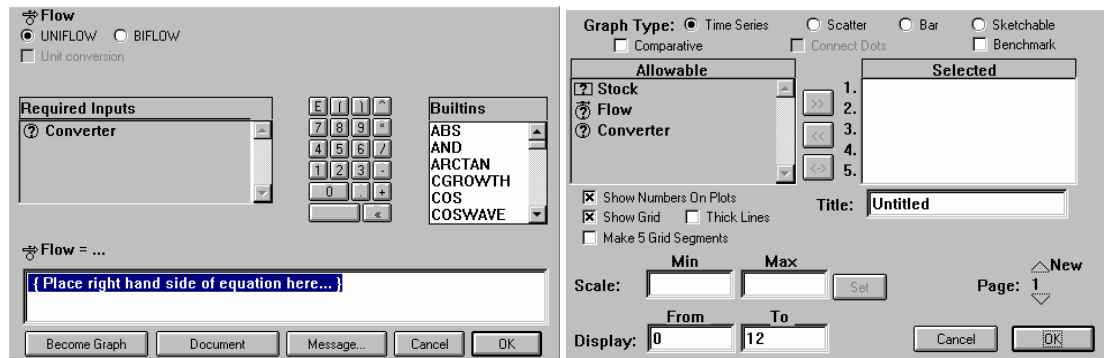 Flow
UNIFLOW BIFLOW
Unit conversion
Required Inputs
Converter
E ( ) ^
7 8 9 *
4 5 6 /
1 2 3 -
0 . +
«
Builtins
ABS
AND
ARCTAN
CGROWTH
COS
COSWAVE
Flow = ...
{ Place right hand side of equation here... }
Become Graph Document Message... Cancel OK
Graph Type: Time Series Scatter Bar Sketchable
Comparative Connect Dots Benchmark
Allowable
? Stock
? Flow
? Converter
>>
<<
<->
Selected
1.
2.
3.
4.
5.
Show Numbers On Plots
Show Grid Thick Lines
Make 5 Grid Segments
Title: Untitled
Min Max
Scale: Set
Page: 1 New
From To
Display: 0 12
Cancel OK